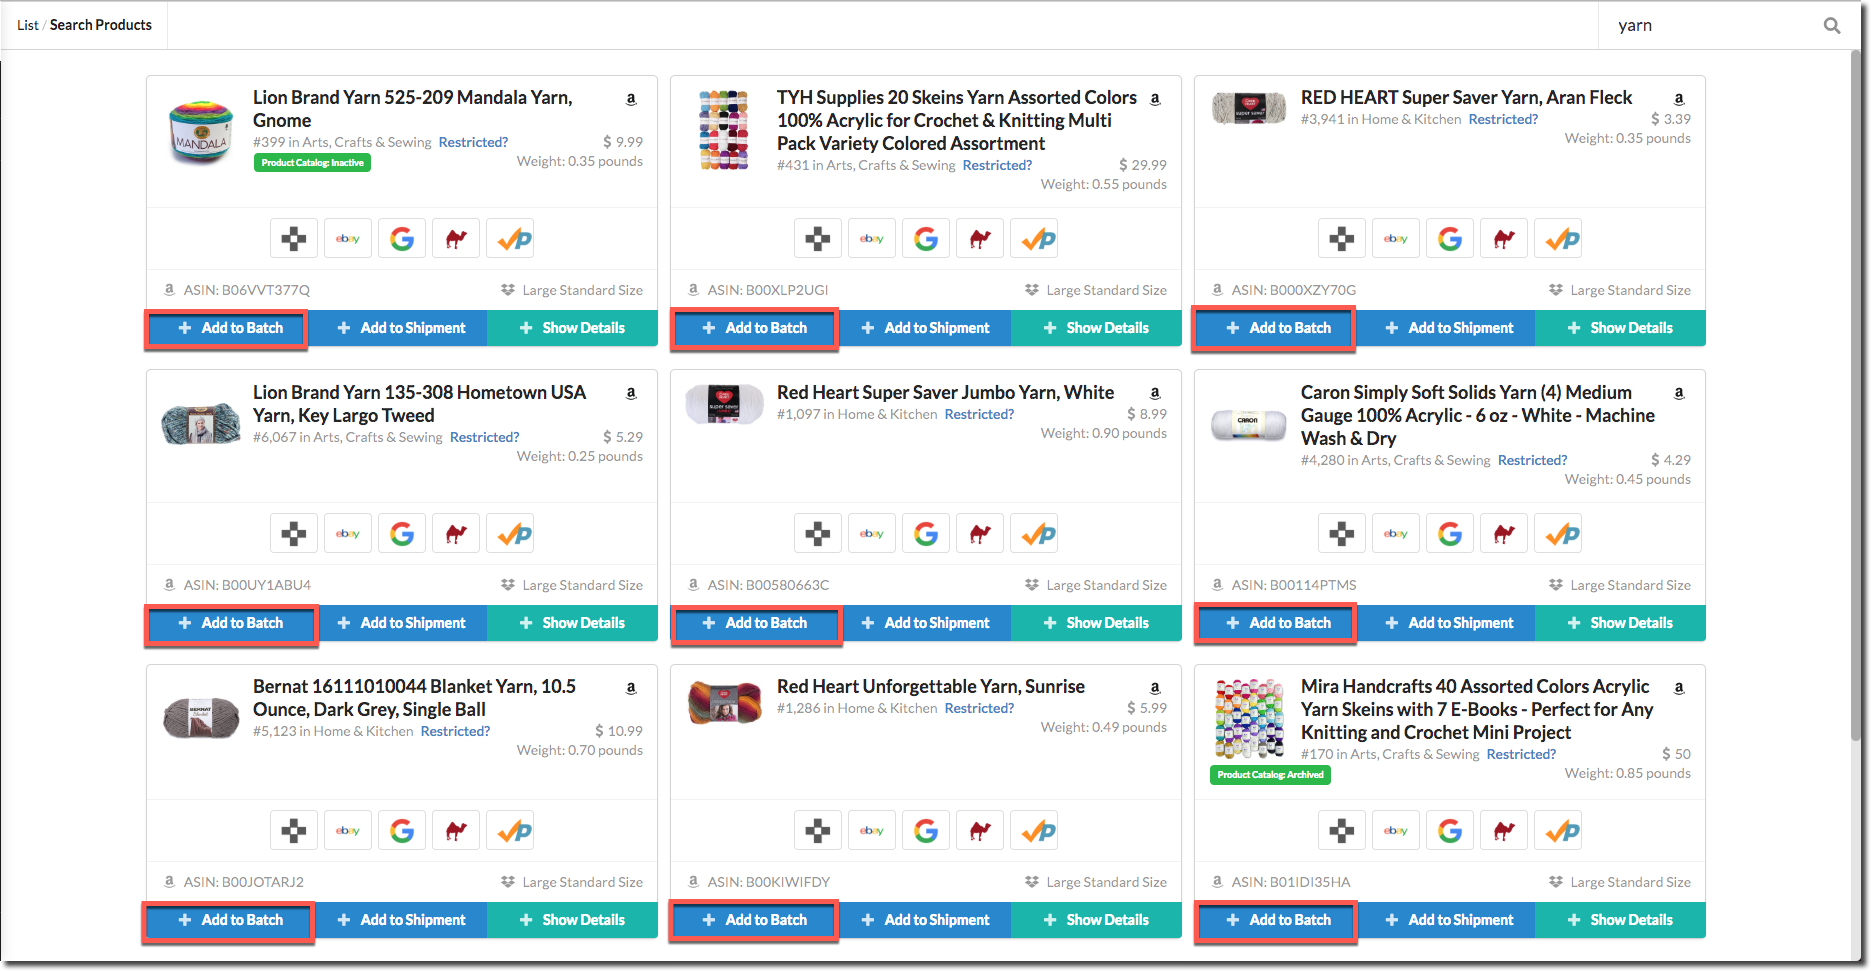 List / Search Products
yarn
Lion Brand Yarn 525-209 Mandala Yarn,
Gnome
#399 in Arts, Crafts & Sewing Restricted?
$ 9.99
Product Catalog: Inactive
Weight: 0.35 pounds
ebay
ASIN: B06VVT377Q
Large Standard Size
Add to Batch
Add to Shipment
Show Details
TYH Supplies 20 Skeins Yarn Assorted Colors
100% Acrylic for Crochet & Knitting Multi
Pack Variety Colored Assortment
#431 in Arts, Crafts & Sewing Restricted?
$ 29.99
Weight: 0.55 pounds
ebay
ASIN: B00XLP2UGI
Large Standard Size
Add to Batch
Add to Shipment
Show Details
RED HEART Super Saver Yarn, Aran Fleck
#3,941 in Home & Kitchen Restricted?
$ 3.39
Weight: 0.35 pounds
ebay
ASIN: B000XZY70G
Large Standard Size
Add to Batch
Add to Shipment
Show Details
Lion Brand Yarn 135-308 Hometown USA
Yarn, Key Largo Tweed
#6,067 in Arts, Crafts & Sewing Restricted?
$ 5.29
Weight: 0.25 pounds
ebay
ASIN: B00UY1ABU4
Large Standard Size
Add to Batch
Add to Shipment
Show Details
Red Heart Super Saver Jumbo Yarn, White
#1,097 in Home & Kitchen Restricted?
$ 8.99
Weight: 0.90 pounds
ebay
ASIN: B00580663C
Large Standard Size
Add to Batch
Add to Shipment
Show Details
Caron Simply Soft Solids Yarn (4) Medium
Gauge 100% Acrylic - 6 oz - White - Machine
Wash & Dry
#4,280 in Arts, Crafts & Sewing Restricted?
$ 4.29
Weight: 0.45 pounds
ebay
ASIN: B00114PTMS
Large Standard Size
Add to Batch
Add to Shipment
Show Details
Bernat 16111010044 Blanket Yarn, 10.5
Ounce, Dark Grey, Single Ball
#5,123 in Home & Kitchen Restricted?
$ 10.99
Weight: 0.70 pounds
ebay
ASIN: B00JOTARJ2
Large Standard Size
Add to Batch
Add to Shipment
Show Details
Red Heart Unforgettable Yarn, Sunrise
#1,286 in Home & Kitchen Restricted?
$ 5.99
Weight: 0.49 pounds
ebay
ASIN: B00KIWIFDY
Large Standard Size
Add to Batch
Add to Shipment
Show Details
Mira Handcrafts 40 Assorted Colors Acrylic
Yarn Skeins with 7 E-Books - Perfect for Any
Knitting and Crochet Mini Project
#170 in Arts, Crafts & Sewing Restricted?
$ 50
Product Catalog: Archived
Weight: 0.85 pounds
ebay
ASIN: B01IDI35HA
Large Standard Size
Add to Batch
Add to Shipment
Show Details